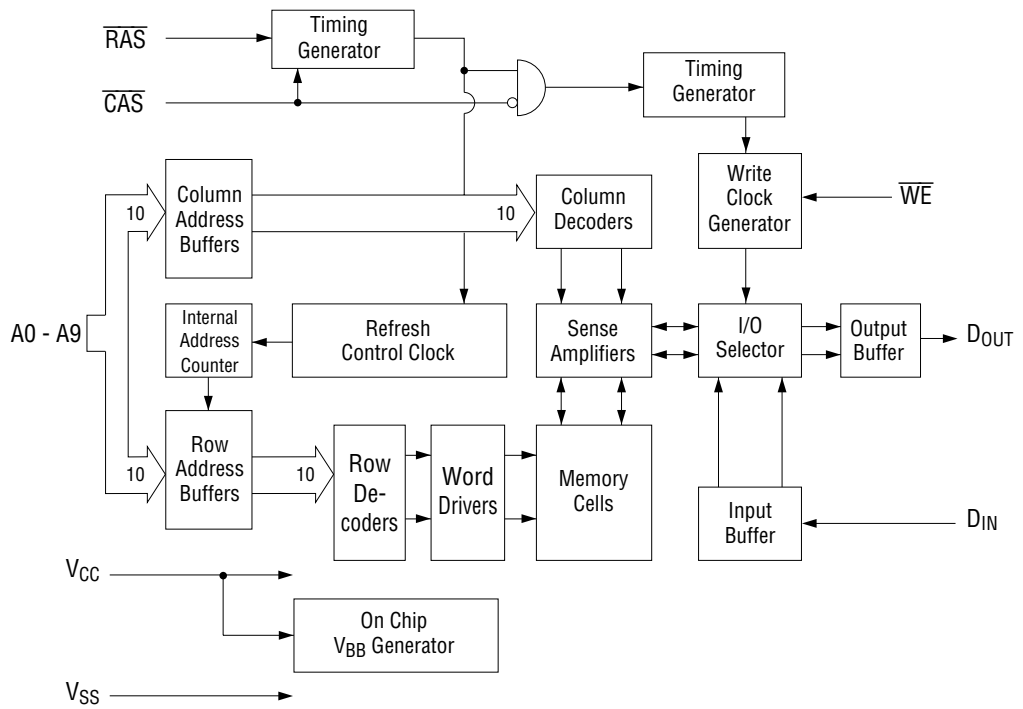 RAS
Timing
Generator
CAS
Timing
Generator
Column
Address
Buffers
10
10
Column
Decoders
Write
Clock
Generator
WE
A0 - A9
Internal
Address
Counter
Refresh
Control Clock
Sense
Amplifiers
I/O
Selector
Output
Buffer
DOUT
10
Row
Address
Buffers
10
Row
De-
coders
Word
Drivers
Memory
Cells
Input
Buffer
DIN
VCC
On Chip
VBB Generator
VSS